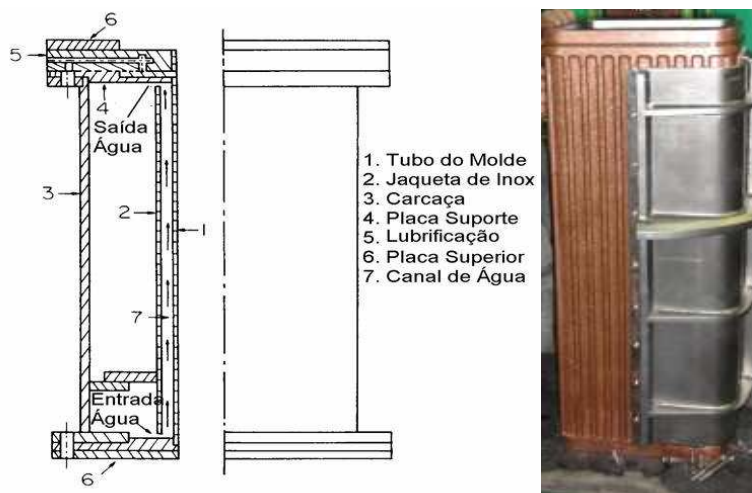 6
5
4
Saída
Água
3
2
1
7
Entrada
Água
6
1. Tubo do Molde
2. Jaqueta de Inox
3. Carcaça
4. Placa Suporte
5. Lubrificação
6. Placa Superior
7. Canal de Água